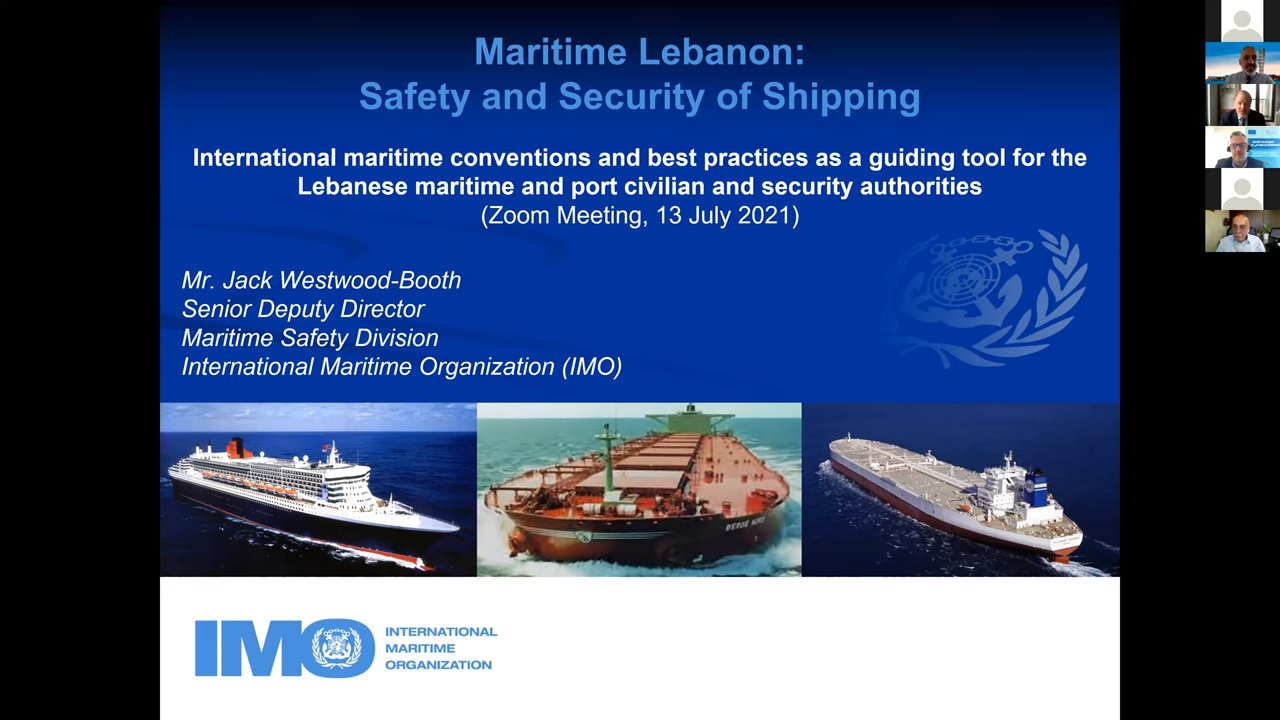 Maritime Lebanon:
Safety and Security of Shipping
International maritime conventions and best practices as a guiding tool for the
Lebanese maritime and port civilian and security authorities
(Zoom Meeting, 13 July 2021)
Mr. Jack Westwood-Booth
Senior Deputy Director
Maritime Safety Division
International Maritime Organization (IMO)
BERGE NORD
IMO
INTERNATIONAL
MARITIME
ORGANIZATION